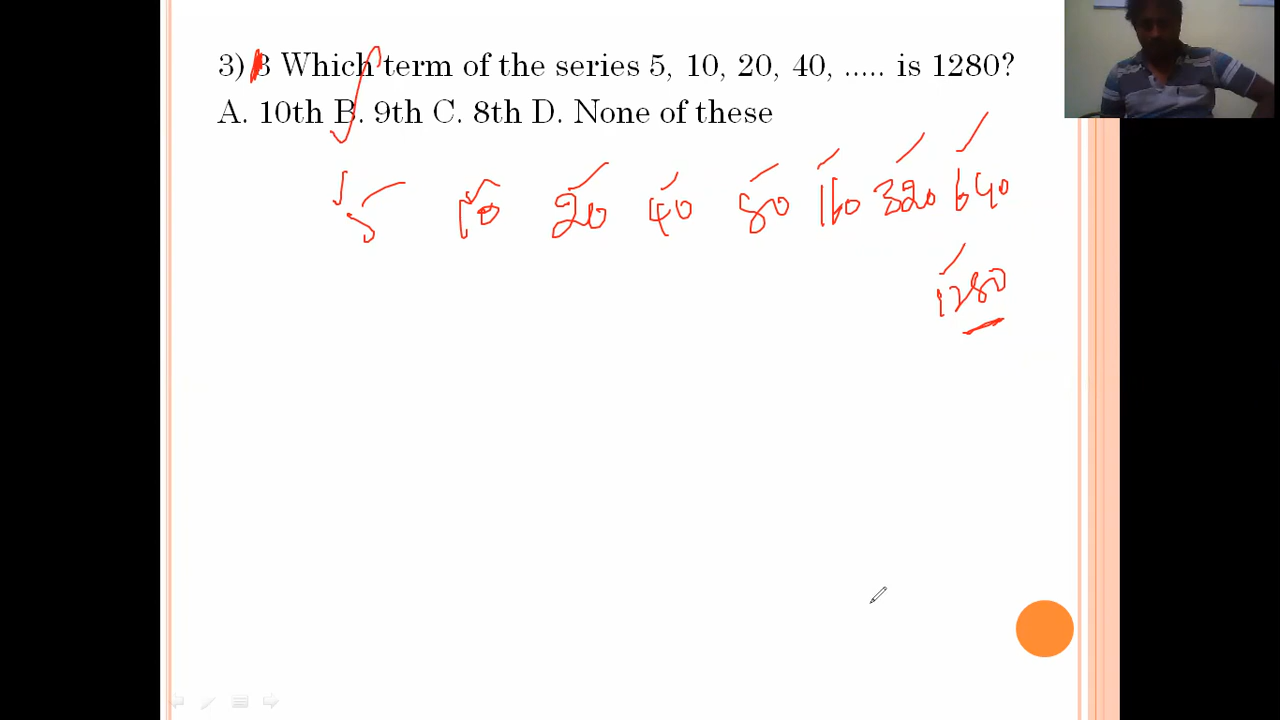 3) B Which term of the series 5, 10, 20, 40, ..... is 1280?
A. 10th B. 9th C. 8th D. None of these
5 10 20 40 80 160 320 640
1280